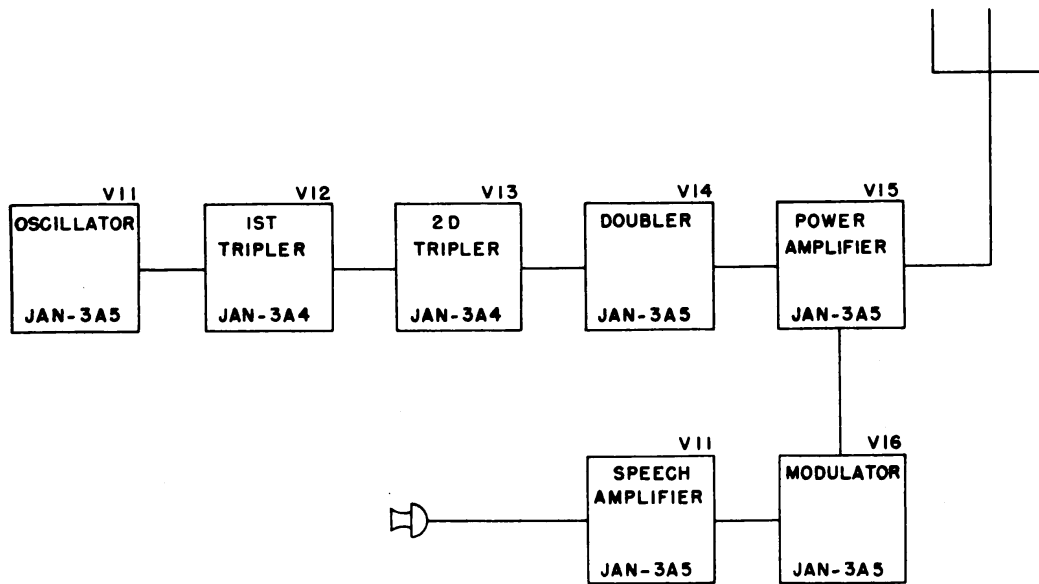 V11
OSCILLATOR
JAN-3A5
V12
1ST
TRIPLER
JAN-3A4
V13
2D
TRIPLER
JAN-3A4
V14
DOUBLER
JAN-3A5
V15
POWER
AMPLIFIER
JAN-3A5
V11
SPEECH
AMPLIFIER
JAN-3A5
V16
MODULATOR
JAN-3A5